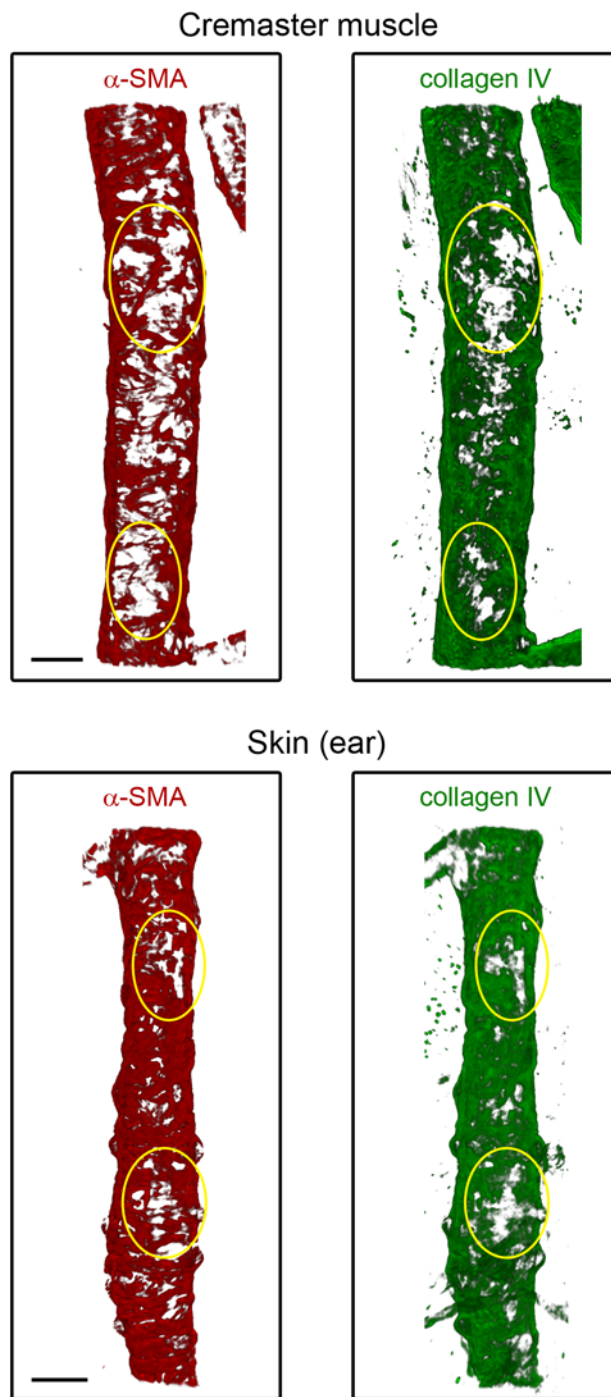 Cremaster muscle
α-SMA
collagen IV
Skin (ear)
α-SMA
collagen IV